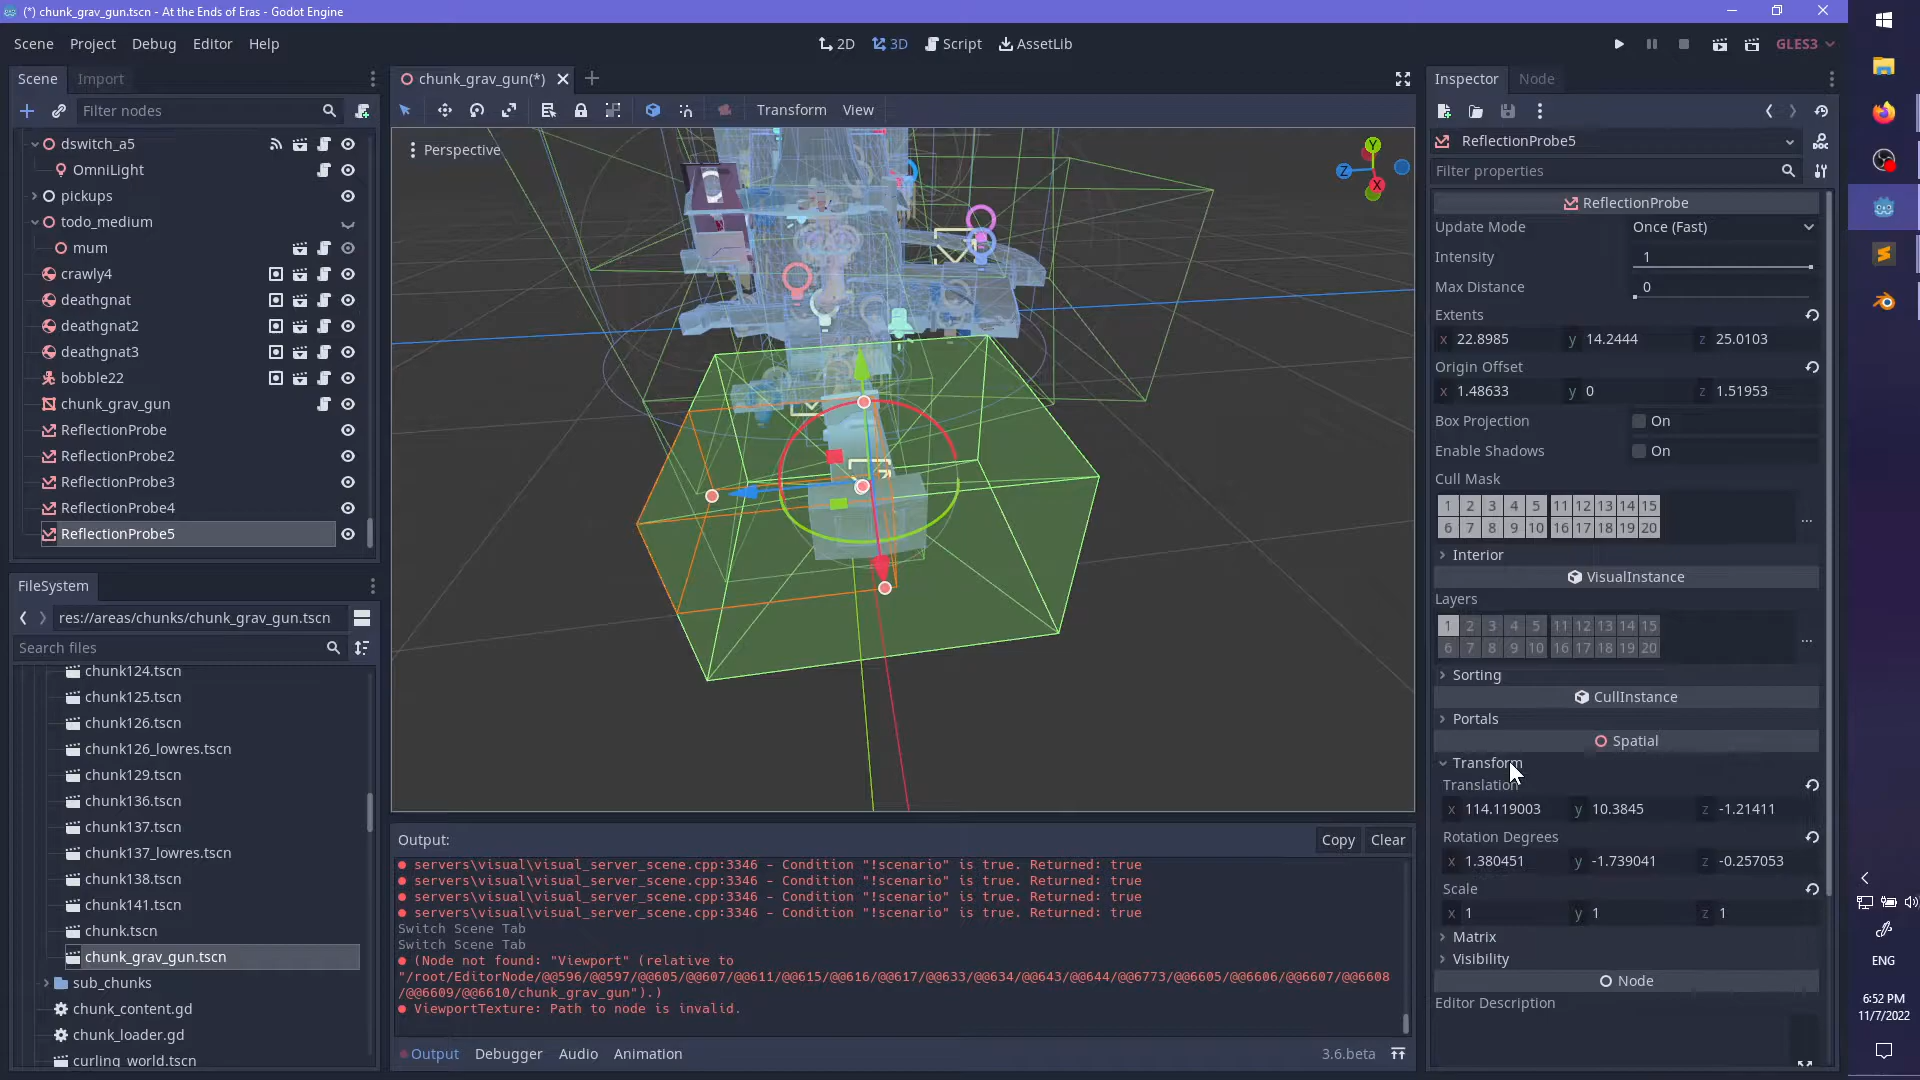 (*) chunk_grav_gun.tscn - At the Ends of Eras - Godot Engine
Scene Project Debug Editor Help
2D 3D Script AssetLib
GLES3
Scene Import
Filter nodes
dswitch_a5
OmniLight
pickups
todo_medium
mum
crawly4
deathgnat
deathgnat2
deathgnat3
bobble22
chunk_grav_gun
ReflectionProbe
ReflectionProbe2
ReflectionProbe3
ReflectionProbe4
ReflectionProbe5
FileSystem
res://areas/chunks/chunk_grav_gun.tscn
Search files
chunk124.tscn
chunk125.tscn
chunk126.tscn
chunk126_lowres.tscn
chunk129.tscn
chunk136.tscn
chunk137.tscn
chunk137_lowres.tscn
chunk138.tscn
chunk141.tscn
chunk.tscn
chunk_grav_gun.tscn
sub_chunks
chunk_content.gd
chunk_loader.gd
curling_world.tscn
chunk_grav_gun(*)
Transform View
Perspective
Y
Z
X
Output:
Copy Clear
servers\visual\visual_server_scene.cpp:3346 - Condition "!scenario" is true. Returned: true
servers\visual\visual_server_scene.cpp:3346 - Condition "!scenario" is true. Returned: true
servers\visual\visual_server_scene.cpp:3346 - Condition "!scenario" is true. Returned: true
servers\visual\visual_server_scene.cpp:3346 - Condition "!scenario" is true. Returned: true
Switch Scene Tab
Switch Scene Tab
(Node not found: "Viewport" (relative to
"/root/EditorNode/@@596/@@597/@@605/@@607/@@611/@@615/@@616/@@617/@@633/@@634/@@643/@@644/@@6773/@@6605/@@6606/@@6607/@@6608
/@@6609/@@6610/chunk_grav_gun").)
ViewportTexture: Path to node is invalid.
Output Debugger Audio Animation
3.6.beta
Inspector Node
ReflectionProbe5
DOC
Filter properties
ReflectionProbe
Update Mode Once (Fast)
Intensity 1
Max Distance 0
Extents
x 22.8985 y 14.2444 z 25.0103
Origin Offset
x 1.48633 y 0 z 1.51953
Box Projection On
Enable Shadows On
Cull Mask
1 2 3 4 5 11 12 13 14 15
6 7 8 9 10 16 17 18 19 20
...
Interior
VisualInstance
Layers
1 2 3 4 5 11 12 13 14 15
6 7 8 9 10 16 17 18 19 20
...
Sorting
CullInstance
Portals
Spatial
Transform
Translation
x 114.119003 y 10.3845 z -1.21411
Rotation Degrees
x 1.380451 y -1.739041 z -0.257053
Scale
x 1 y 1 z 1
Matrix
Visibility
Node
Editor Description
ENG
6:52 PM
11/7/2022